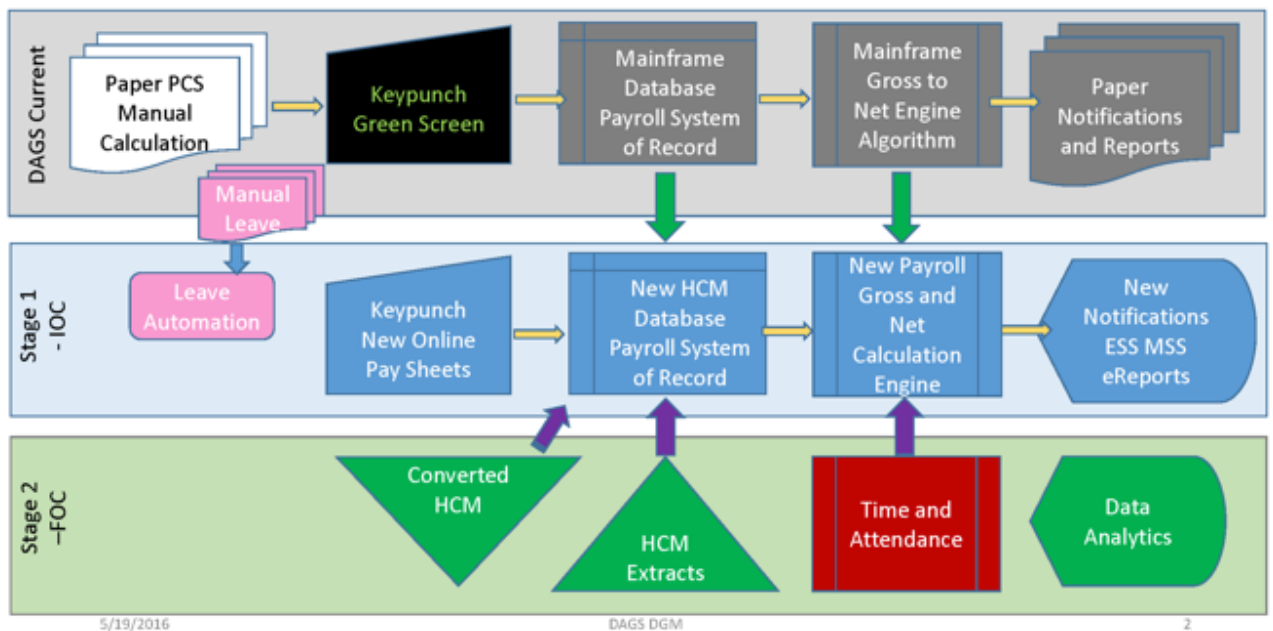 DAGS Current
Paper PCS
Manual
Calculation
Keypunch
Green Screen
Mainframe
Database
Payroll System
of Record
Mainframe
Gross to
Net Engine
Algorithm
Paper
Notifications
and Reports
Manual
Leave
Stage 1
- IOC
Leave
Automation
Keypunch
New Online
Pay Sheets
New HCM
Database
Payroll System
of Record
New Payroll
Gross and
Net
Calculation
Engine
New
Notifications
ESS MSS
eReports
Stage 2
–FOC
Converted
HCM
HCM
Extracts
Time and
Attendance
Data
Analytics
5/19/2016
DAGS DGM
2